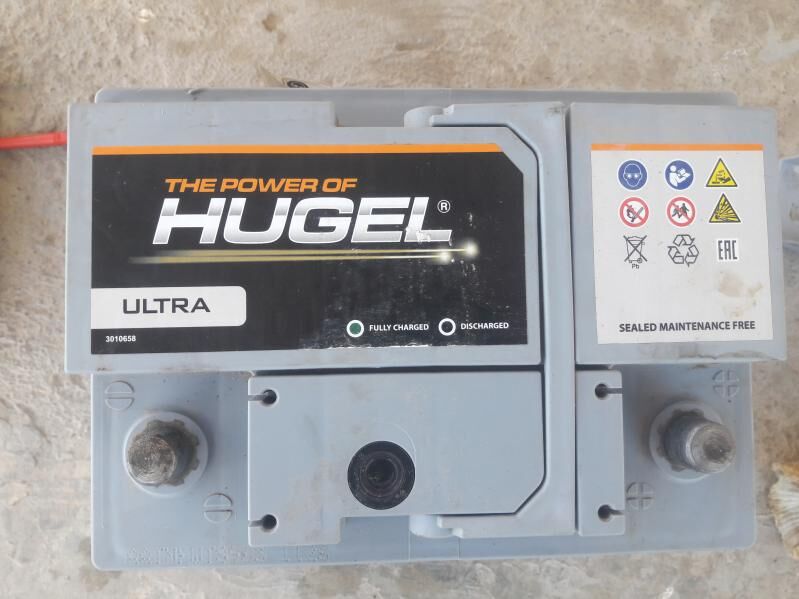 THE POWER OF
HUGEL®
ULTRA
FULLY CHARGED DISCHARGED
3010658
Pb
EAC
SEALED MAINTENANCE FREE